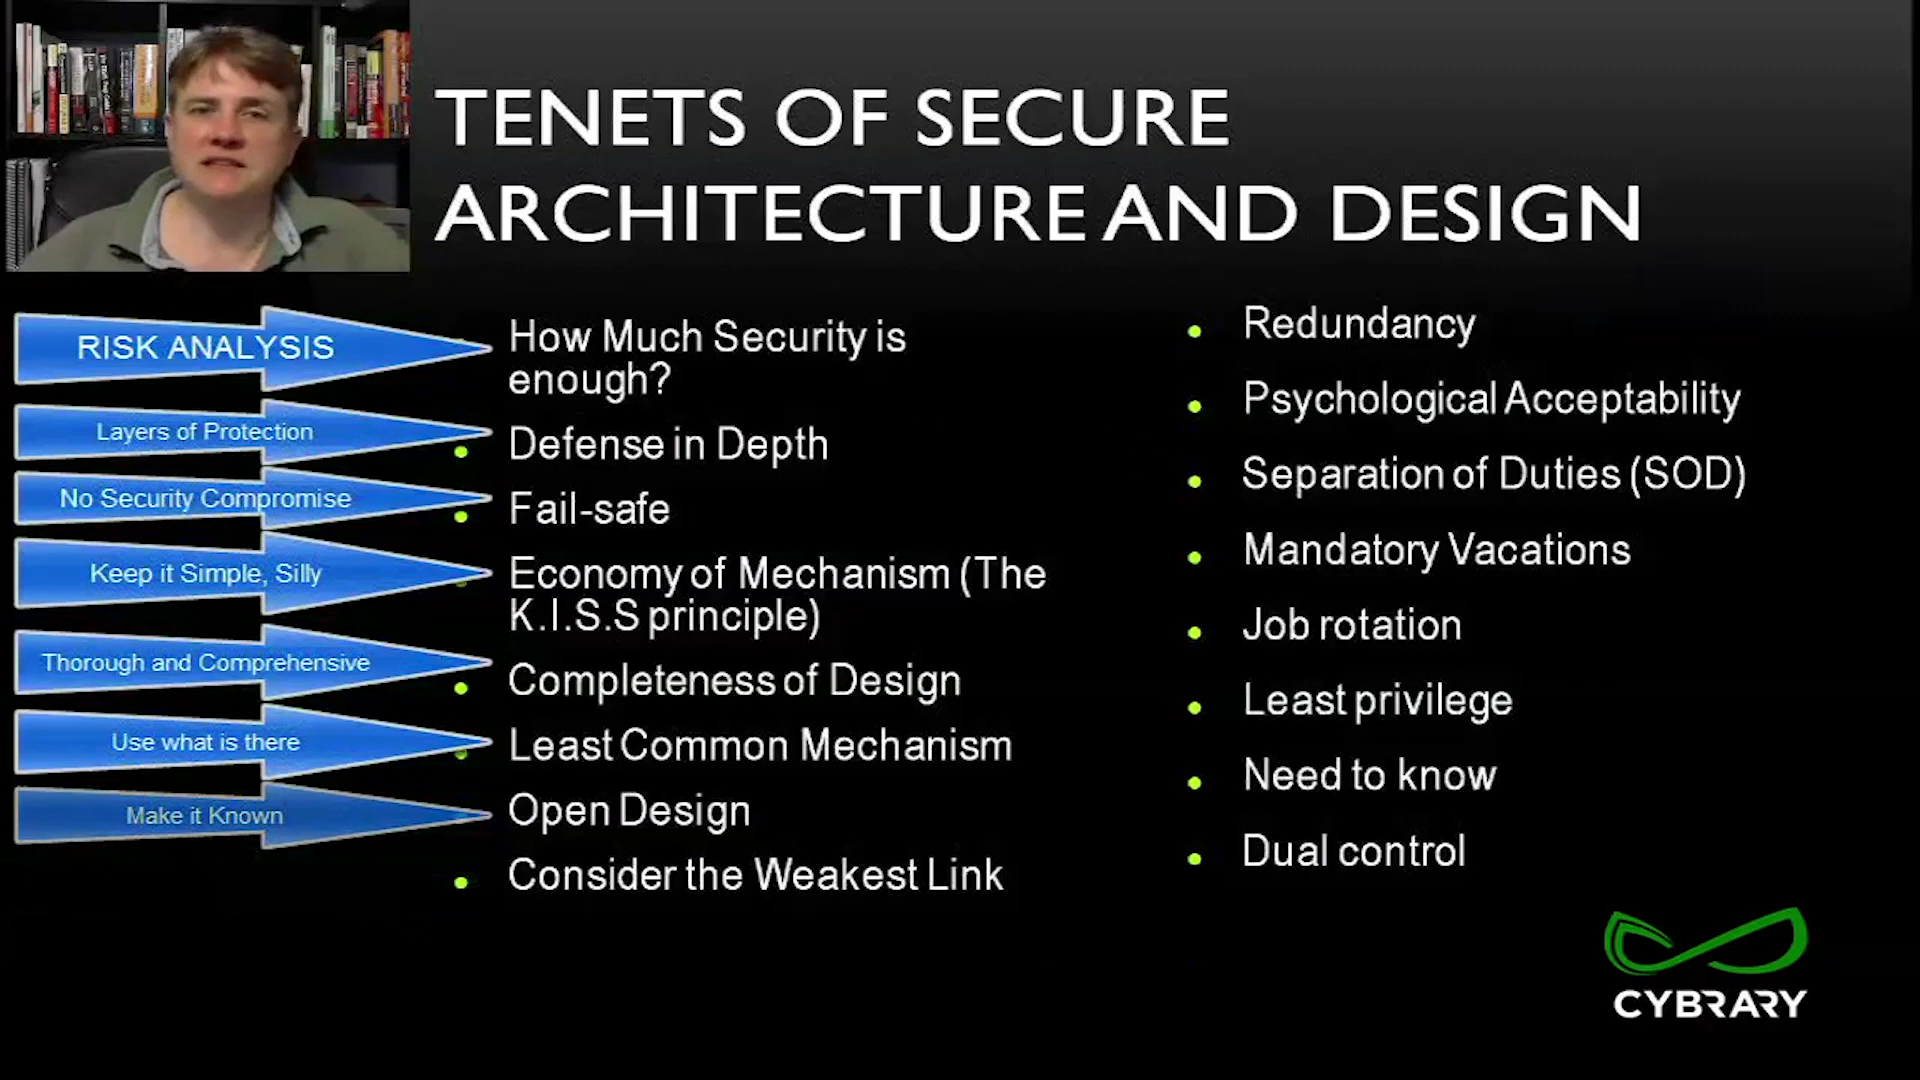 TENETS OF SECURE
ARCHITECTURE AND DESIGN
RISK ANALYSIS
Layers of Protection
No Security Compromise
Keep it Simple, Silly
Thorough and Comprehensive
Use what is there
Make it Known
How Much Security is
enough?
Defense in Depth
Fail-safe
Economy of Mechanism (The
K.I.S.S principle)
Completeness of Design
Least Common Mechanism
Open Design
Consider the Weakest Link
Redundancy
Psychological Acceptability
Separation of Duties (SOD)
Mandatory Vacations
Job rotation
Least privilege
Need to know
Dual control
CYBRARY